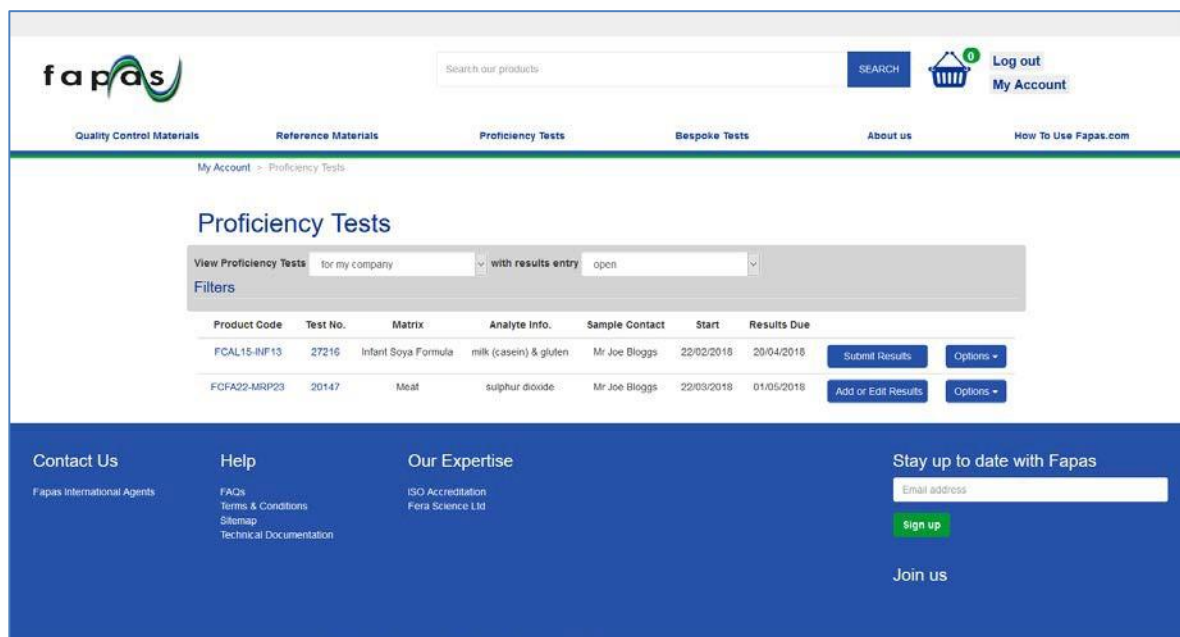 fapas
Search our products
SEARCH
0
Log out
My Account
Quality Control Materials Reference Materials Proficiency Tests Bespoke Tests About us How To Use Fapas.com
My Account > Proficiency Tests
Proficiency Tests
View Proficiency Tests for my company with results entry open
Filters
Product Code Test No. Matrix Analyte Info. Sample Contact Start Results Due
FCAL15-INF13 27216 Infant Soya Formula milk (casein) & gluten Mr Joe Bloggs 22/02/2018 20/04/2018 Submit Results Options
FCFA22-MRP23 20147 Meat sulphur dioxide Mr Joe Bloggs 22/03/2018 01/05/2018 Add or Edit Results Options
Contact Us Help Our Expertise Stay up to date with Fapas
Fapas International Agents FAQs ISO Accreditation Email address
Terms & Conditions Fera Science Ltd
Sitemap Sign up
Technical Documentation
Join us